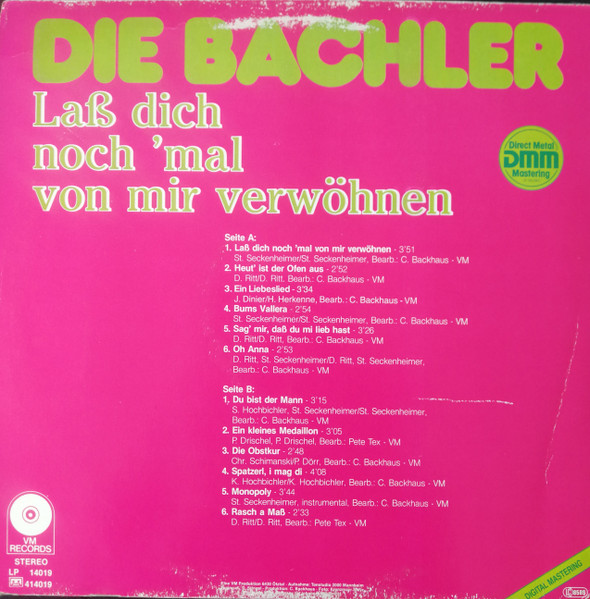 DIE BACHLER
Laß dich
noch 'mal
von mir verwöhnen
Direct Metal
DMM
Mastering
Seite A:
1. Laß dich noch 'mal von mir verwöhnen - 3'51
St. Seckenheimer/St. Seckenheimer, Bearb.: C. Backhaus - VM
2. Heut' ist der Ofen aus - 2'52
D. Ritt/D. Ritt. Bearb.: C. Backhaus - VM
3. Ein Liebeslied - 3'34
J. Dinier/H. Herkenne, Bearb.: C. Backhaus - VM
4. Bums Vallera - 2'54
St. Seckenheimer/St. Seckenheimer, Bearb.: C. Backhaus - VM
5. Sag' mir, daß du mi lieb hast - 3'26
D. Ritt/D. Ritt, Bearb.: C. Backhaus - VM
6. Oh Anna - 2'53
D. Ritt, St. Seckenheimer/D. Ritt, St. Seckenheimer,
Bearb.: C. Backhaus - VM
Seite B:
1. Du bist der Mann - 3'15
S. Hochbichler, St. Seckenheimer/St. Seckenheimer,
Bearb.: C. Backhaus - VM
2. Ein kleines Medaillon - 3'05
P. Drischel, P. Drischel, Bearb.: Pete Tex - VM
3. Die Obstkur - 2'48
Chr. Schimanski/P. Dörr, Bearb.: C. Backhaus - VM
4. Spatzerl, i mag di - 4'08
K. Hochbichler/K. Hochbichler, Bearb.: C. Backhaus - VM
5. Monopoly - 3'44
St. Seckenheimer, instrumental, Bearb.: C. Backhaus - VM
6. Rasch a Maß - 2'33
D. Ritt/D. Ritt, Bearb.: Pete Tex - VM
VM
RECORDS
STEREO
LP 14019
414019
Eine VM Produktion
DIGITAL MASTERING